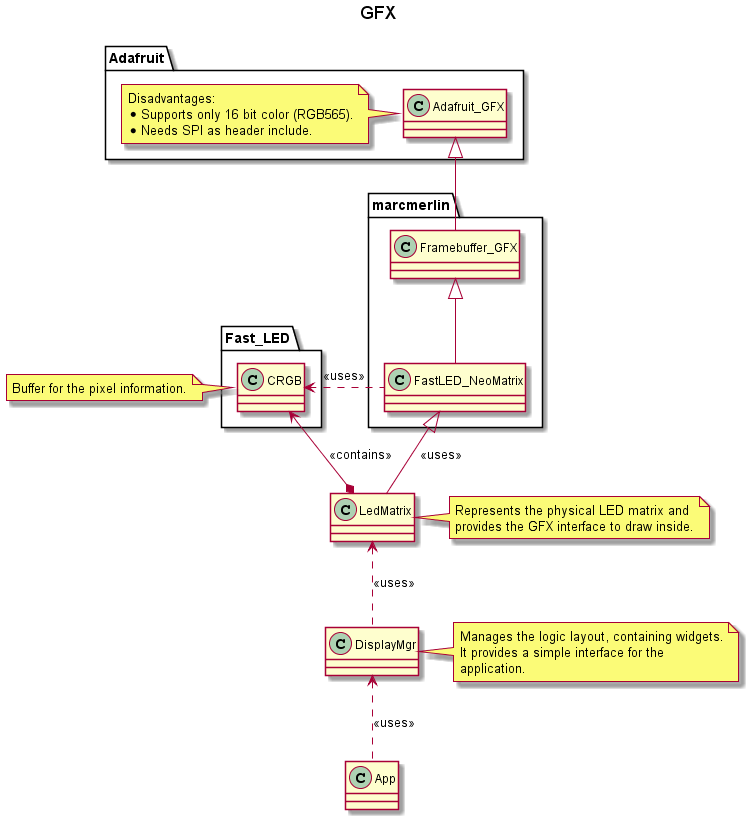 GFX
Adafruit
Disadvantages:
• Supports only 16 bit color (RGB565).
• Needs SPI as header include.
C Adafruit_GFX
marcmerlin
C Framebuffer_GFX
Fast_LED
Buffer for the pixel information.
C CRGB
«uses»
C FastLED_NeoMatrix
«contains»
«uses»
C LedMatrix
Represents the physical LED matrix and
provides the GFX interface to draw inside.
«uses»
C DisplayMgr
Manages the logic layout, containing widgets.
It provides a simple interface for the
application.
«uses»
C App